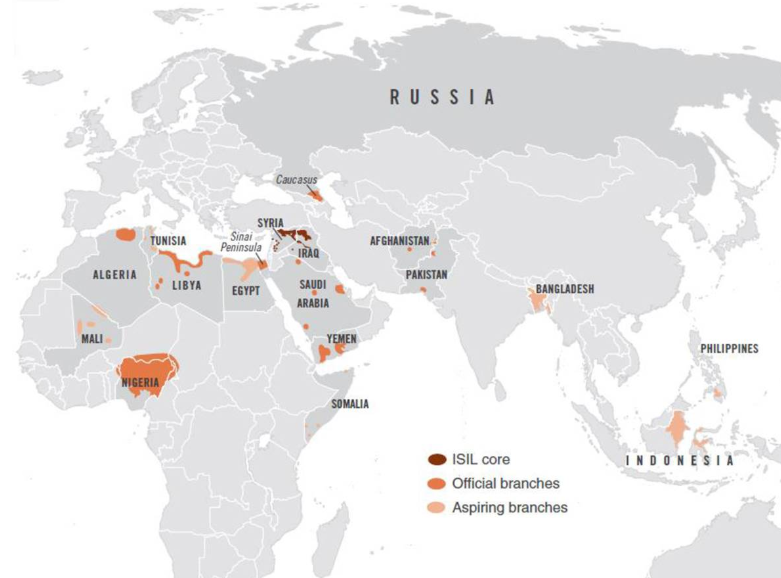 RUSSIA
Caucasus
SYRIA
Sinai
Peninsula
TUNISIA
IRAQ
AFGHANISTAN
ALGERIA
LIBYA
EGYPT
SAUDI
ARABIA
PAKISTAN
BANGLADESH
MALI
YEMEN
PHILIPPINES
NIGERIA
SOMALIA
INDONESIA
ISIL core
Official branches
Aspiring branches